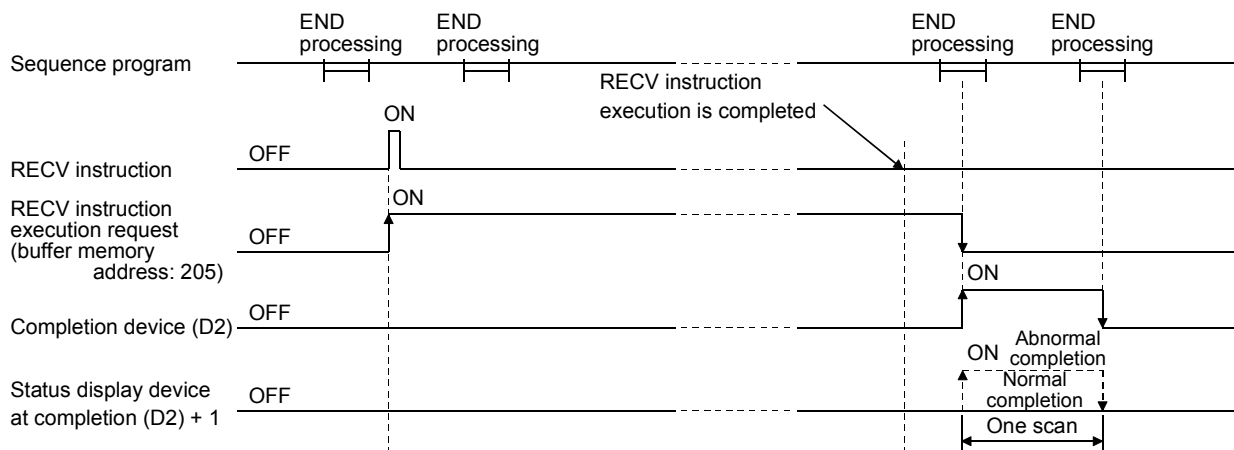 END
processing
END
processing
END
processing
END
processing
Sequence program
RECV instruction
execution is completed
ON
OFF
RECV instruction
RECV instruction
execution request
(buffer memory
address: 205)
ON
OFF
ON
OFF
Completion device (D2)
ON
Abnormal
completion
Normal
completion
Status display device
at completion (D2) + 1
OFF
One scan